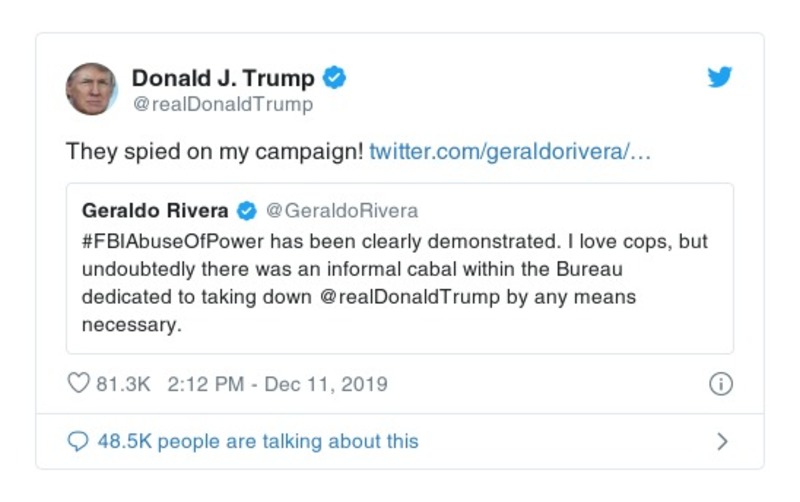 Donald J. Trump
@realDonaldTrump
They spied on my campaign! twitter.com/geraldorivera/…
Geraldo Rivera @GeraldoRivera
#FBIAbuseOfPower has been clearly demonstrated. I love cops, but
undoubtedly there was an informal cabal within the Bureau
dedicated to taking down @realDonaldTrump by any means
necessary.
81.3K 2:12 PM - Dec 11, 2019
48.5K people are talking about this